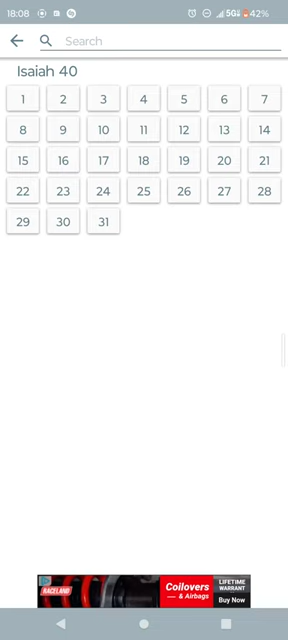 18:08 5G 42%
Search
Isaiah 40
1 2 3 4 5 6 7
8 9 10 11 12 13 14
15 16 17 18 19 20 21
22 23 24 25 26 27 28
29 30 31
RACELAND
Coilovers
& Airbags
LIFETIME
WARRANT
Buy Now